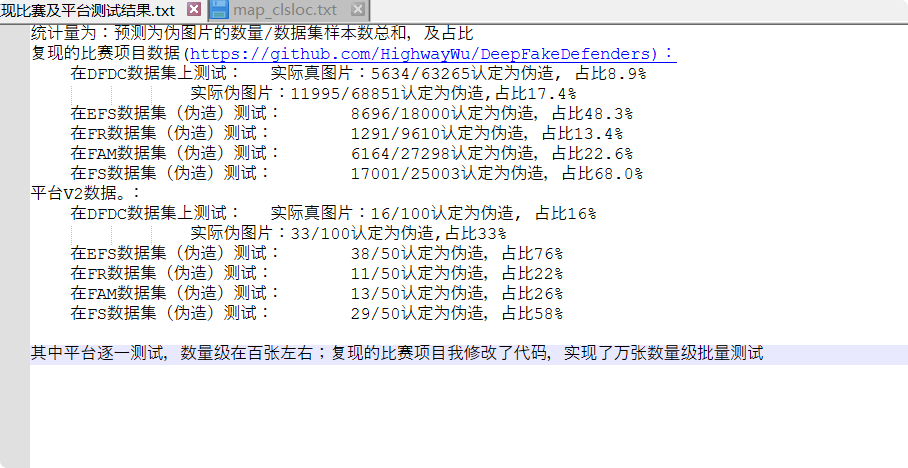 现比赛及平台测试结果.txt map_clsloc.txt
统计量为：预测为伪图片的数量/数据集样本数总和，及占比
复现的比赛项目数据(https://github.com/HighwayWu/DeepFakeDefenders)：
在DFDC数据集上测试： 实际真图片：5634/63265认定为伪造, 占比8.9%
实际伪图片：11995/68851认定为伪造,占比17.4%
在EFS数据集（伪造）测试： 8696/18000认定为伪造，占比48.3%
在FR数据集（伪造）测试： 1291/9610认定为伪造，占比13.4%
在FAM数据集（伪造）测试： 6164/27298认定为伪造，占比22.6%
在FS数据集（伪造）测试： 17001/25003认定为伪造，占比68.0%
平台V2数据。：
在DFDC数据集上测试： 实际真图片：16/100认定为伪造, 占比16%
实际伪图片：33/100认定为伪造,占比33%
在EFS数据集（伪造）测试： 38/50认定为伪造，占比76%
在FR数据集（伪造）测试： 11/50认定为伪造，占比22%
在FAM数据集（伪造）测试： 13/50认定为伪造，占比26%
在FS数据集（伪造）测试： 29/50认定为伪造，占比58%
其中平台逐一测试，数量级在百张左右；复现的比赛项目我修改了代码，实现了万张数量级批量测试